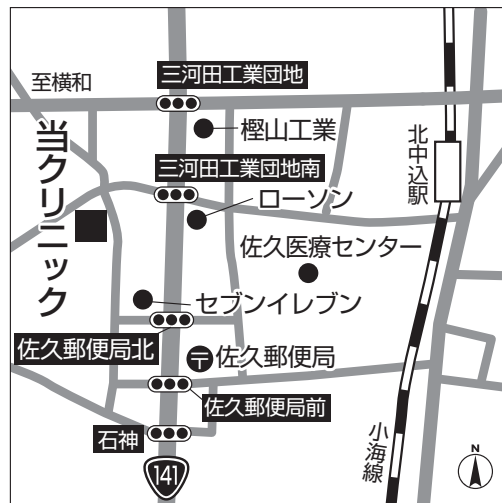 三河田工業団地
至横和
樫山工業
北中込駅
当クリニック
三河田工業団地南
ローソン
佐久医療センター
セブンイレブン
佐久郵便局北
〒佐久郵便局
佐久郵便局前
石神
小海線
141
N